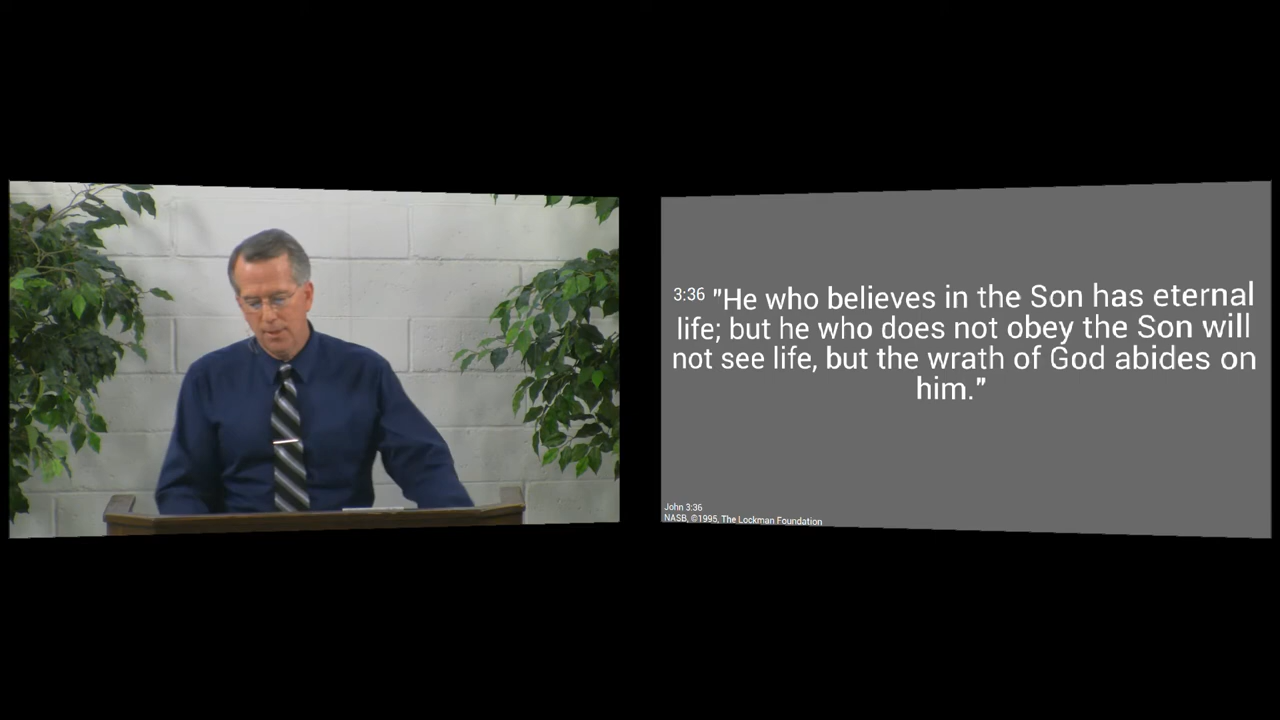 3:36 "He who believes in the Son has eternal
life; but he who does not obey the Son will
not see life, but the wrath of God abides on
him."
John 3:36
NASB, ©1995, The Lockman Foundation